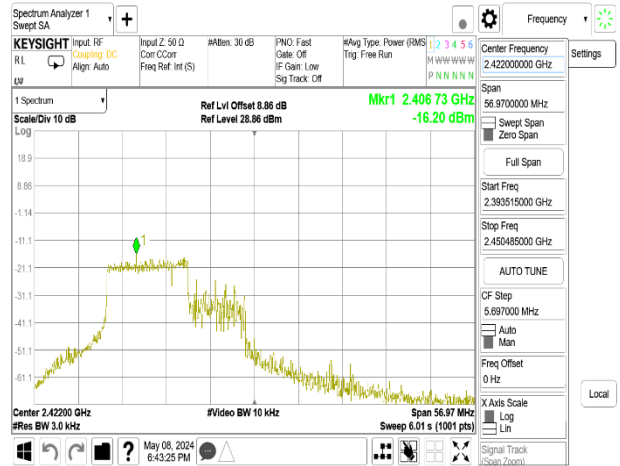 Spectrum Analyzer 1
Swept SA
+
Frequency
KEYSIGHT
Input: RF
Input Z: 50 Ω
#Atten: 30 dB
PNO: Fast
#Avg Type: Power (RMS
1 2 3 4 5 6
RL
Coupling: DC
Corr CCorr
Gate: Off
Trig: Free Run
M W W W W W
Align: Auto
Freq Ref: Int (S)
IF Gain: Low
Sig Track: Off
P N N N N N
1 Spectrum
Scale/Div 10 dB
Log
Ref Lvl Offset 8.86 dB
Ref Level 28.86 dBm
Mkr1 2.406 73 GHz
-16.20 dBm
18.9
8.86
-1.14
-11.1
-21.1
-31.1
-41.1
-51.1
-61.1
1
Center 2.42200 GHz
#Video BW 10 kHz
Span 56.97 MHz
#Res BW 3.0 kHz
Sweep 6.01 s (1001 pts)
?
May 08, 2024
6:43:25 PM
Center Frequency
2.422000000 GHz
Settings
Span
56.9700000 MHz
Swept Span
Zero Span
Full Span
Start Freq
2.393515000 GHz
Stop Freq
2.450485000 GHz
AUTO TUNE
CF Step
5.697000 MHz
Auto
Man
Freq Offset
0 Hz
Local
X Axis Scale
Log
Lin
Signal Track
(Span Zoom)